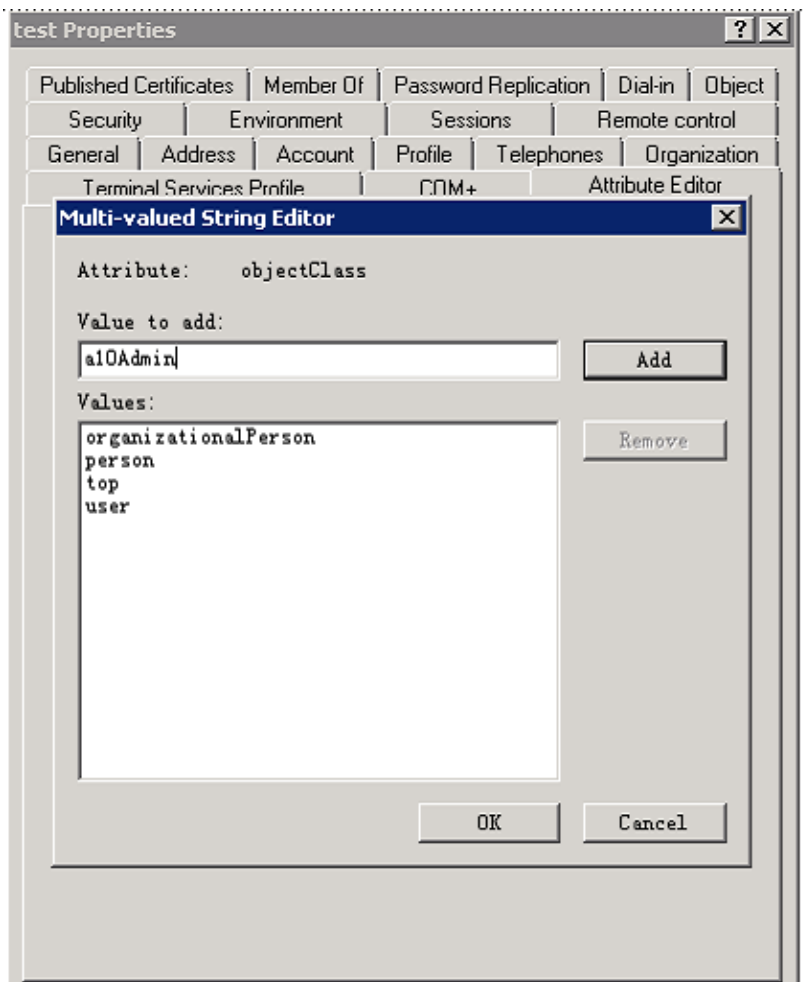 test Properties
Published Certificates Member Of Password Replication Dial-in Object
Security Environment Sessions Remote control
General Address Account Profile Telephones Organization
Terminal Services Profile COM+ Attribute Editor
Multi-valued String Editor
Attribute: objectClass
Value to add:
a10Admin
Add
Values:
organizationalPerson
person
top
user
Remove
OK Cancel